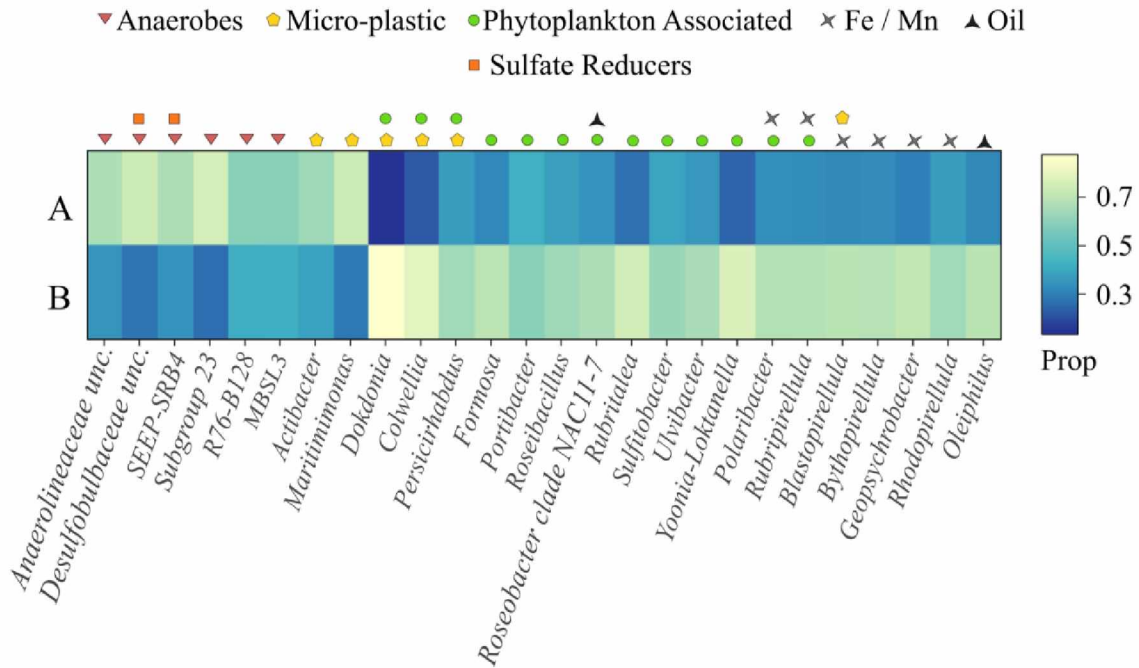 Anaerobes Micro-plastic Phytoplankton Associated Fe / Mn Oil
Sulfate Reducers
A
B
0.7
0.5
0.3
Prop
Anaerolineaceae unc.
Desulfobulbaceae unc.
SEEP-SRB4
Subgroup 23
R76-B128
MBSL3
Actibacter
Maritimimonas
Dokdonia
Colwellia
Persicirhabdus
Formosa
Portibacter
Roseibacillus
Roseobacter clade NAC11-7
Rubritalea
Sulfitobacter
Ulvibacter
Yoonia-Loktanella
Polaribacter
Rubripirellula
Blastopirellula
Bythopirellula
Geopsychrobacter
Rhodopirellula
Oleiphilus